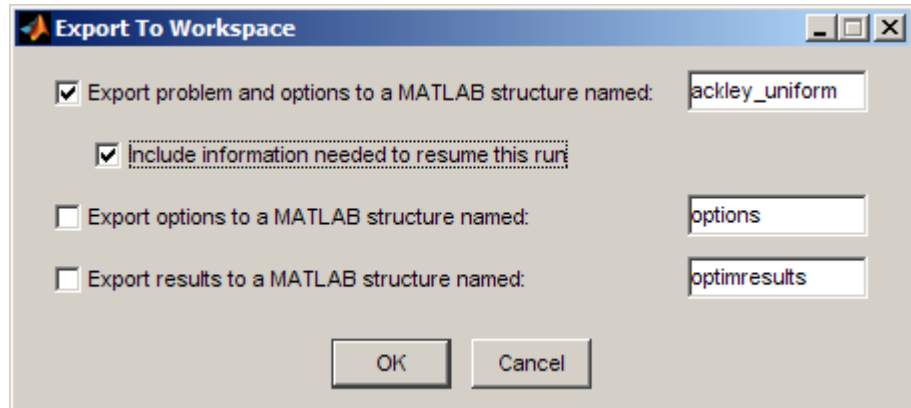 Export To Workspace
Export problem and options to a MATLAB structure named: ackley_uniform
Include information needed to resume this run
Export options to a MATLAB structure named: options
Export results to a MATLAB structure named: optimresults
OK Cancel